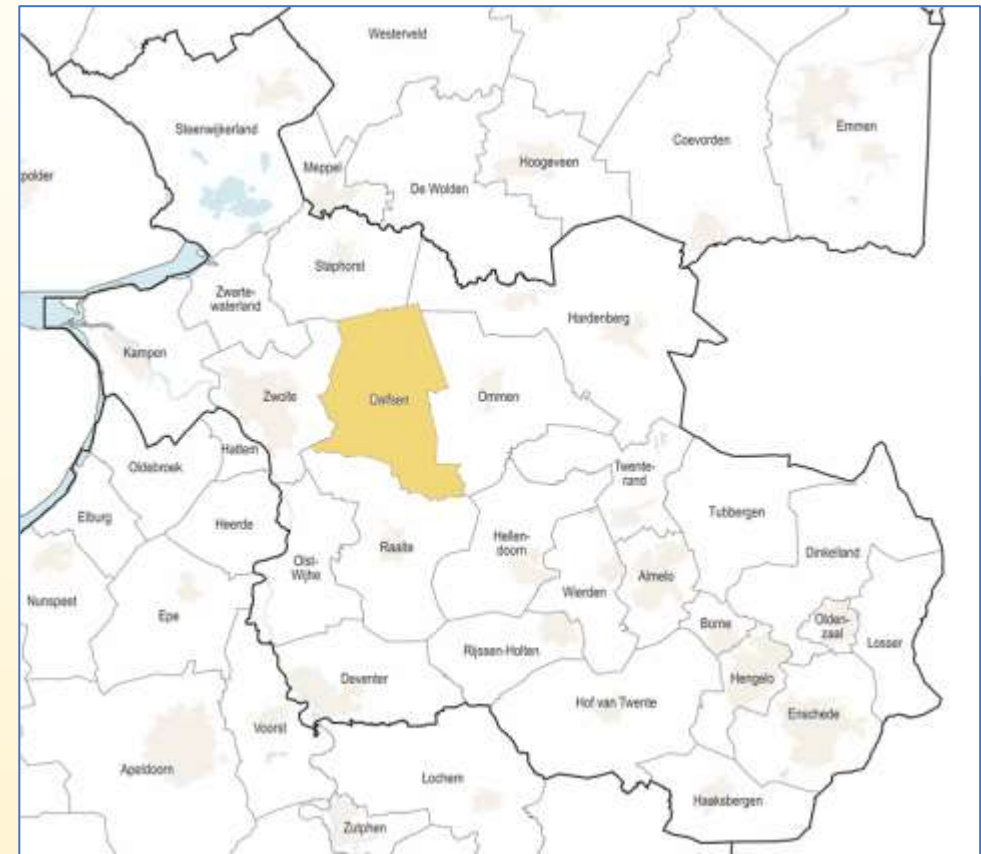 Westerveld
Steenwijkerland
Emmen
Coevorden
Meppel
Hoogeveen
polder
De Wolden
Staphorst
Zwarte-
waterland
Hardenberg
Kampen
Zwolle
Dalfsen
Ommen
Hattem
Oldebroek
Twente-
rand
Elburg
Heerde
Tubbergen
Raalte
Hellen-
doorn
Olst-
Wijhe
Dinkelland
Almelo
Wierden
Nunspeet
Epe
Borne
Olden-
zaal
Losser
Rijssen-Holten
Deventer
Hengelo
Hof van Twente
Enschede
Voorst
Apeldoorn
Lochem
Haaksbergen
Zutphen